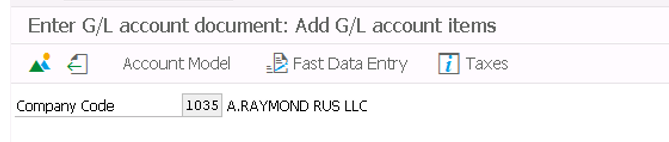 Enter G/L account document: Add G/L account items
Account Model Fast Data Entry Taxes
Company Code 1035 A.RAYMOND RUS LLC